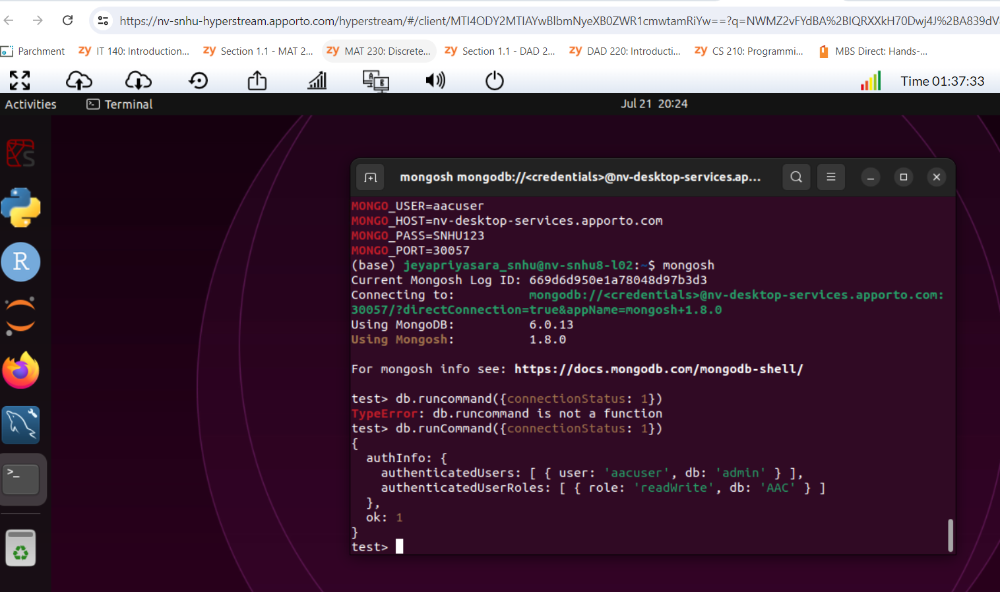 https://nv-snhu-hyperstream.apporto.com/hyperstream/#/client/MTI4ODY2MTIAYwBlbmNyeXB0ZWR1cmwtamRiYw==?q=NWMZ2vFYdBA%2BIQRXXkH70Dwj4J%2BA839dV
Parchment zy IT 140: Introduction... zy Section 1.1 - MAT 2... zy MAT 230: Discrete... zy Section 1.1 - DAD 2... zy DAD 220: Introducti... zy CS 210: Programmi... MBS Direct: Hands-...
A B Time 01:37:33
Activities Terminal Jul 21 20:24
mongosh mongodb://<credentials>@nv-desktop-services.ap...
MONGO_USER=aacuser
MONGO_HOST=nv-desktop-services.apporto.com
MONGO_PASS=SNHU123
MONGO_PORT=30057
(base) jeyapriyasara_snhu@nv-snhu8-l02:~$ mongosh
Current Mongosh Log ID: 669d6d950e1a78048d97b3d3
Connecting to: mongodb://<credentials>@nv-desktop-services.apporto.com:
30057/?directConnection=true&appName=mongosh+1.8.0
Using MongoDB: 6.0.13
Using Mongosh: 1.8.0
For mongosh info see: https://docs.mongodb.com/mongodb-shell/
test> db.runcommand({connectionStatus: 1})
TypeError: db.runcommand is not a function
test> db.runCommand({connectionStatus: 1})
{
authInfo: {
authenticatedUsers: [ { user: 'aacuser', db: 'admin' } ],
authenticatedUserRoles: [ { role: 'readWrite', db: 'AAC' } ]
},
ok: 1
}
test>
S
R
>_